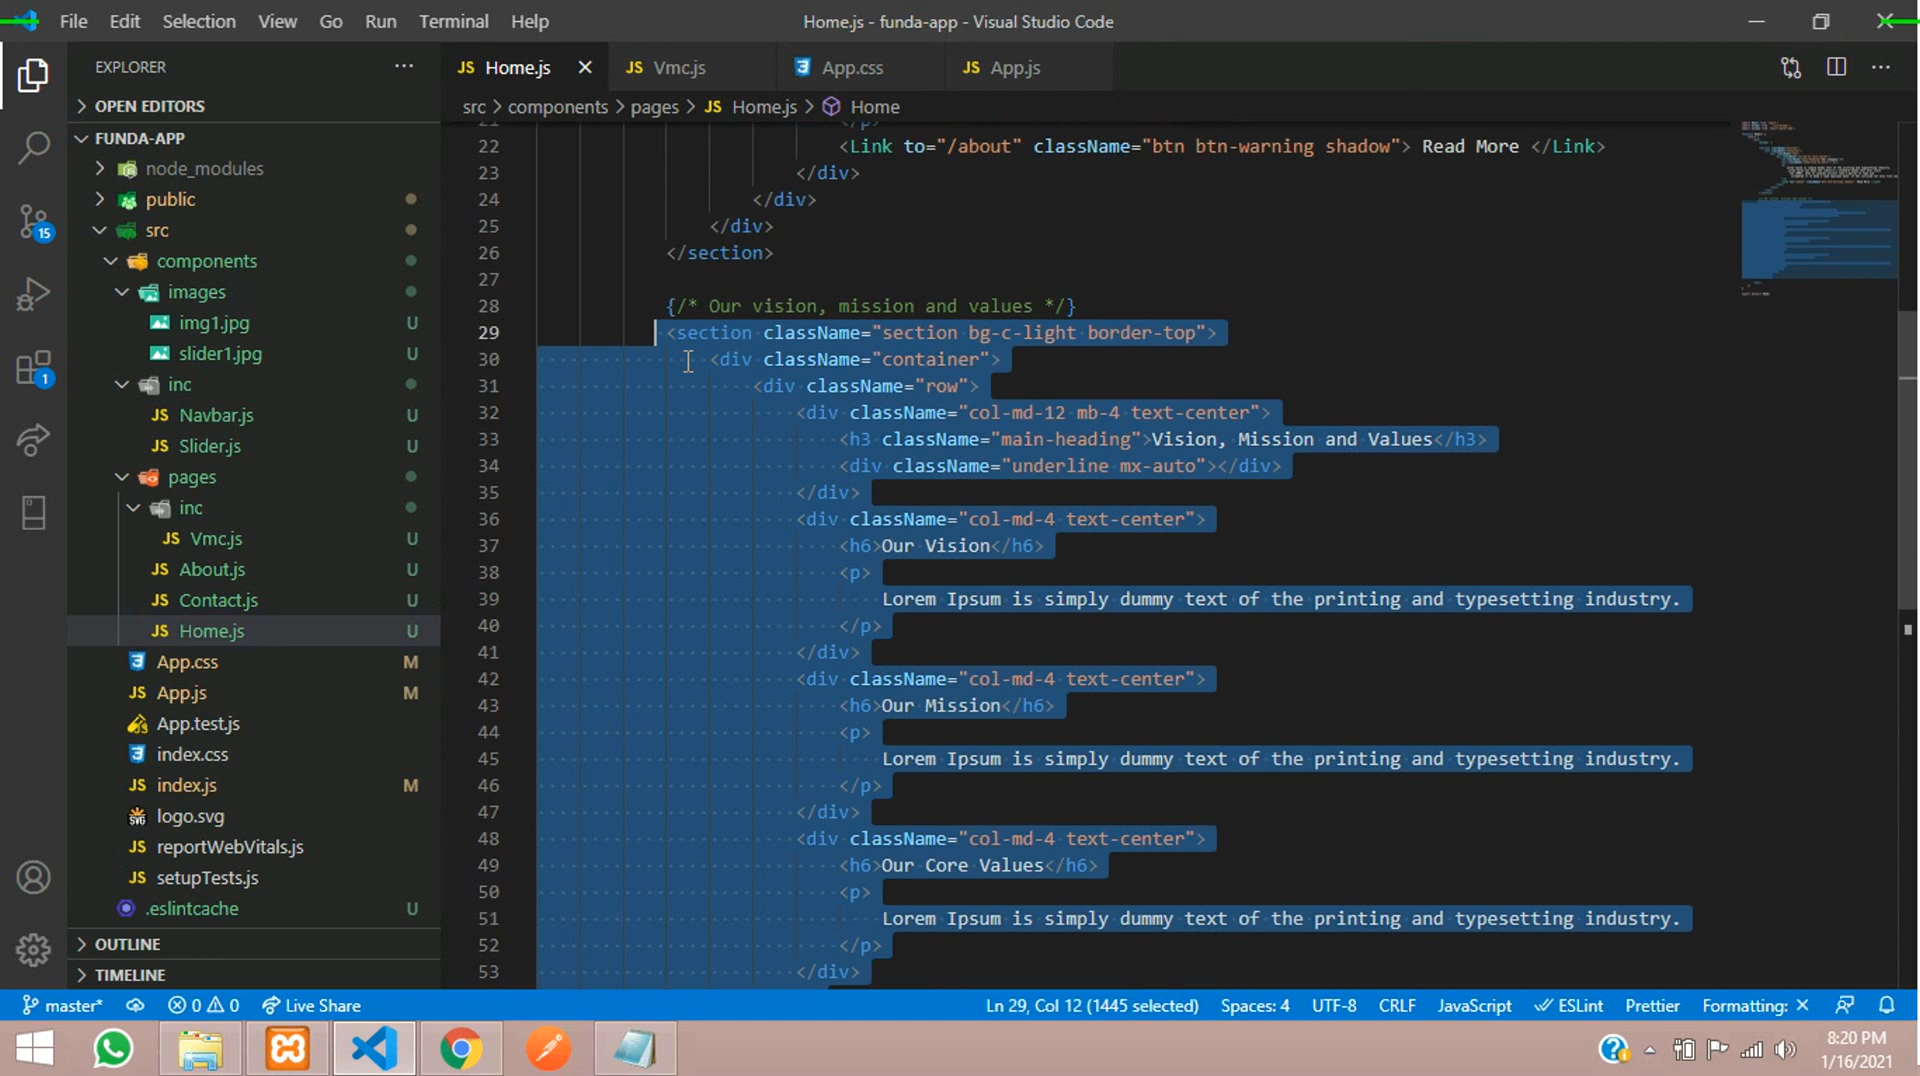 File Edit Selection View Go Run Terminal Help Home.js - funda-app - Visual Studio Code
EXPLORER ··· JS Home.js JS Vmc.js App.css JS App.js ···
OPEN EDITORS
src > components > pages > JS Home.js > Home
FUNDA-APP
node_modules
public
src
components
images
img1.jpg U
slider1.jpg U
inc
JS Navbar.js U
JS Slider.js U
pages
inc
JS Vmc.js U
JS About.js U
JS Contact.js U
JS Home.js U
App.css M
JS App.js M
App.test.js
index.css
JS index.js M
logo.svg
JS reportWebVitals.js
JS setupTests.js
.eslintcache U
OUTLINE
TIMELINE
15
1
21 </p>
22 <Link to="/about" className="btn btn-warning shadow"> Read More </Link>
23 </div>
24 </div>
25 </div>
26 </section>
27
28 {/* Our vision, mission and values */}
29 <section className="section bg-c-light border-top">
30 <div className="container">
31 <div className="row">
32 <div className="col-md-12 mb-4 text-center">
33 <h3 className="main-heading">Vision, Mission and Values</h3>
34 <div className="underline mx-auto"></div>
35 </div>
36 <div className="col-md-4 text-center">
37 <h6>Our Vision</h6>
38 <p>
39 Lorem Ipsum is simply dummy text of the printing and typesetting industry.
40 </p>
41 </div>
42 <div className="col-md-4 text-center">
43 <h6>Our Mission</h6>
44 <p>
45 Lorem Ipsum is simply dummy text of the printing and typesetting industry.
46 </p>
47 </div>
48 <div className="col-md-4 text-center">
49 <h6>Our Core Values</h6>
50 <p>
51 Lorem Ipsum is simply dummy text of the printing and typesetting industry.
52 </p>
53 </div>
master* 0 0 Live Share Ln 29, Col 12 (1445 selected) Spaces: 4 UTF-8 CRLF JavaScript ESLint Prettier Formatting: ×
8:20 PM
1/16/2021